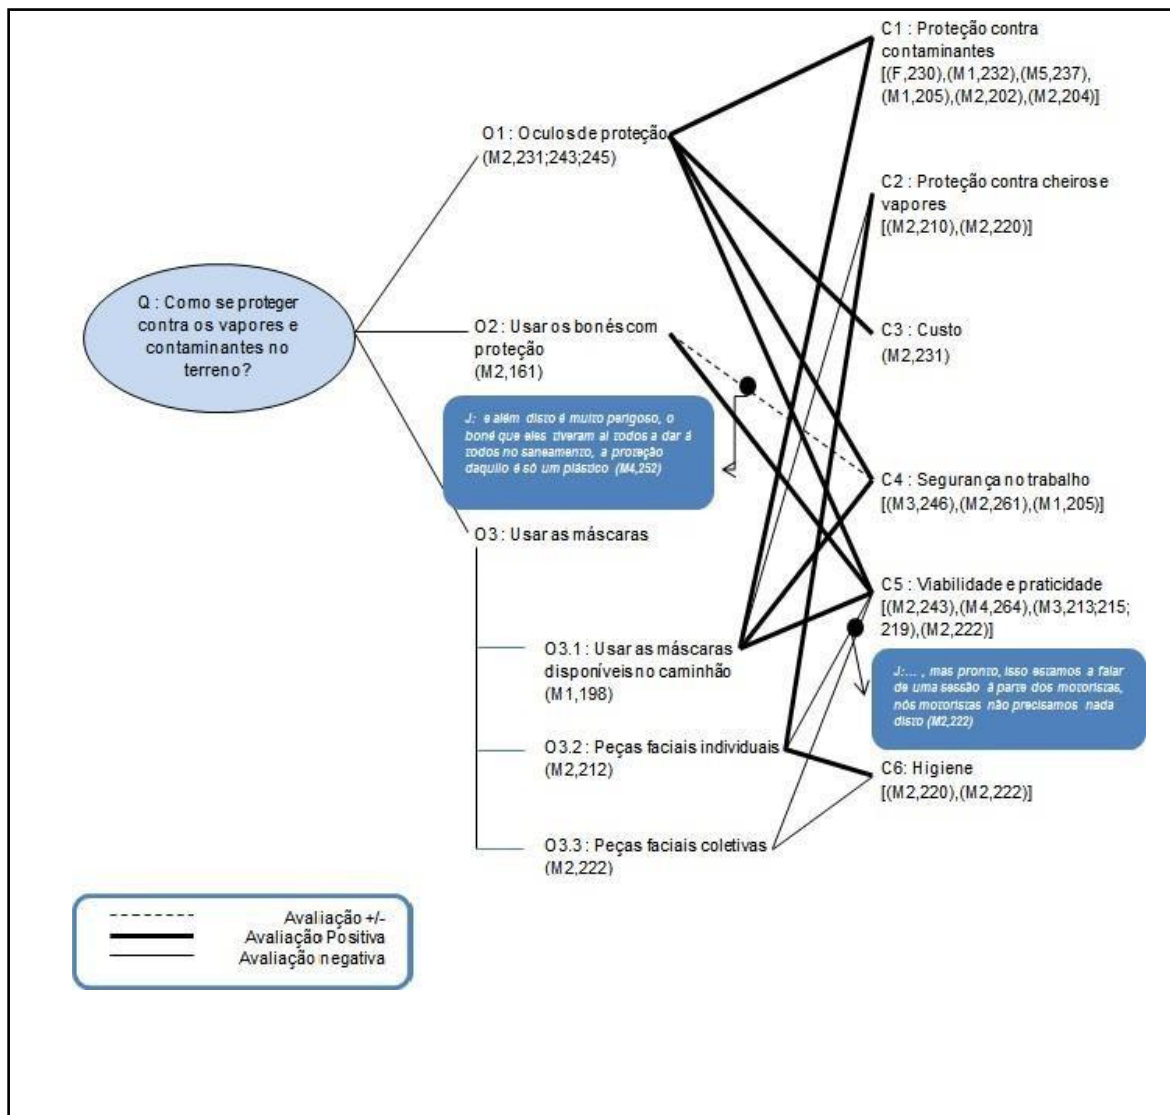 C1 : Proteção contra
contaminantes
[(F,230),(M1,232),(M5,237),
(M1,205),(M2,202),(M2,204)]
O1 : Oculos de proteção
(M2,231;243;245)
C2 : Proteção contra cheiros e
vapores
[(M2,210),(M2,220)]
Q : Como se proteger
contra os vapores e
contaminantes no
terreno?
O2 : Usar os bonés com
proteção
(M2,161)
C3 : Custo
(M2,231)
J: e além disto é muito perigoso, o
boné que eles tiveram aí todos a dar à
todos no saneamento, a proteção
daquilo é só um plástico (M4,252)
C4 : Segurança no trabalho
[(M3,246),(M2,261),(M1,205)]
O3 : Usar as máscaras
C5 : Viabilidade e praticidade
[(M2,243),(M4,264),(M3,213;215;
219),(M2,222)]
O3.1 : Usar as máscaras
disponíveis no caminhão
(M1,198)
J:... , mas pronto, isso estamos a falar
de uma sessão à parte dos motoristas,
nós motoristas não precisamos nada
disto (M2,222)
O3.2 : Peças faciais individuais
(M2,212)
C6: Higiene
[(M2,220),(M2,222)]
O3.3 : Peças faciais coletivas
(M2,222)
Avaliação +/-
Avaliação Positiva
Avaliação negativa